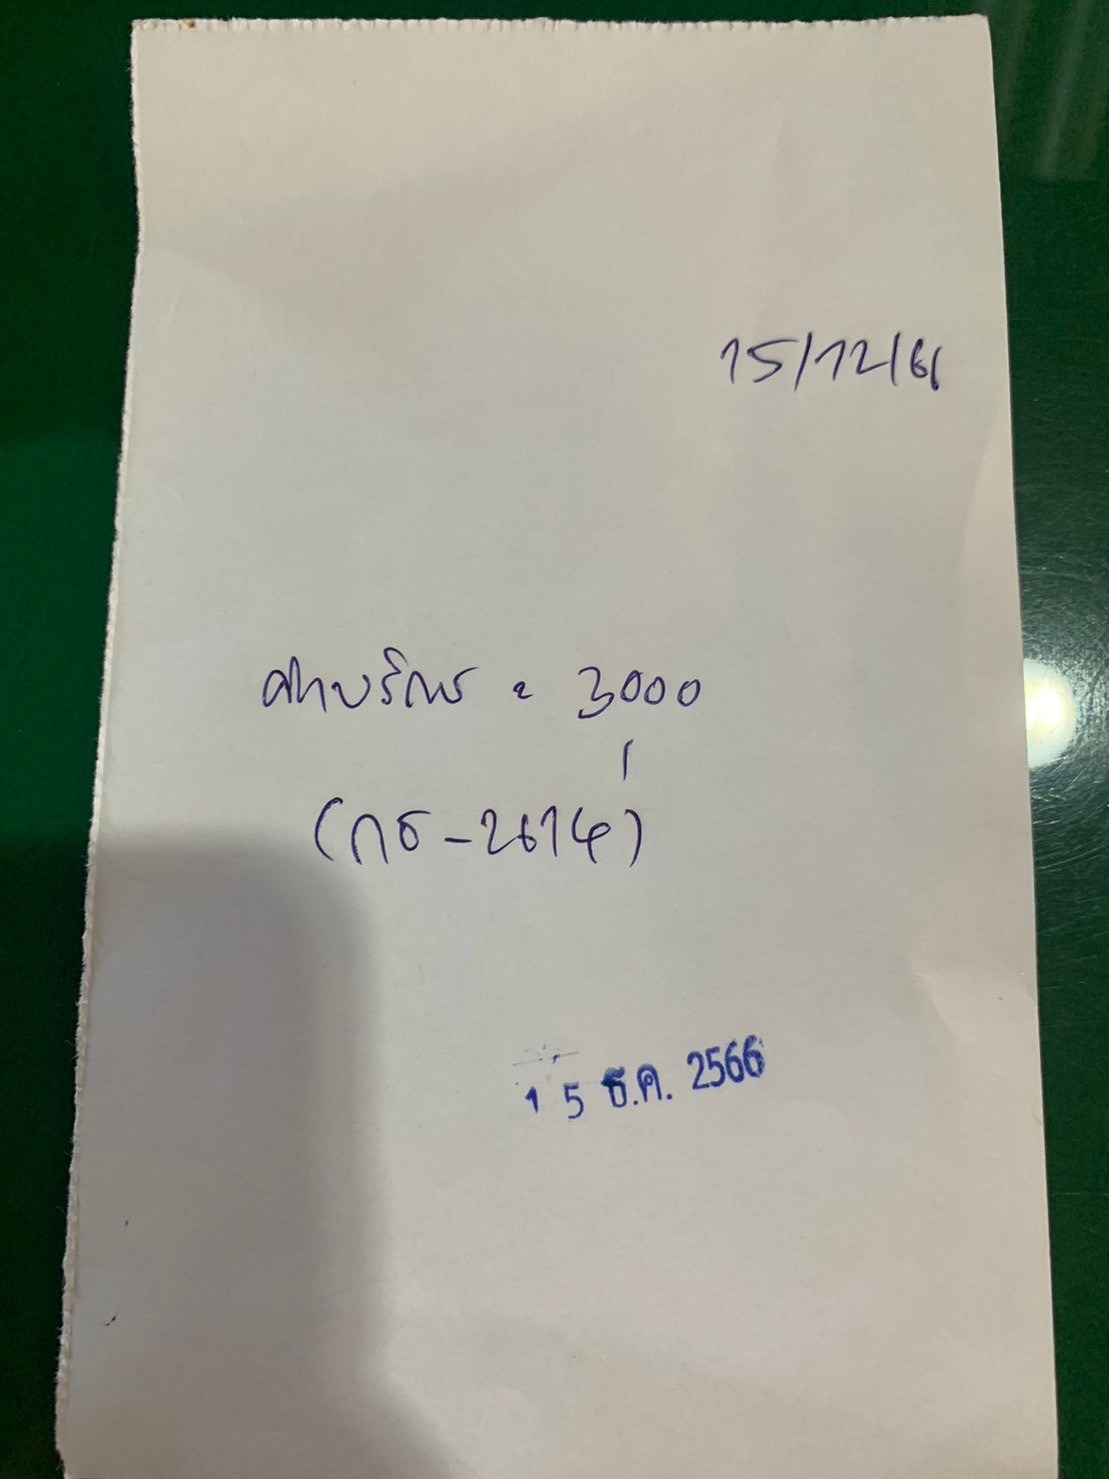 15/12/66
ค่าบริการ = 3000
(กธ-2614)
15 ธ.ค. 2566